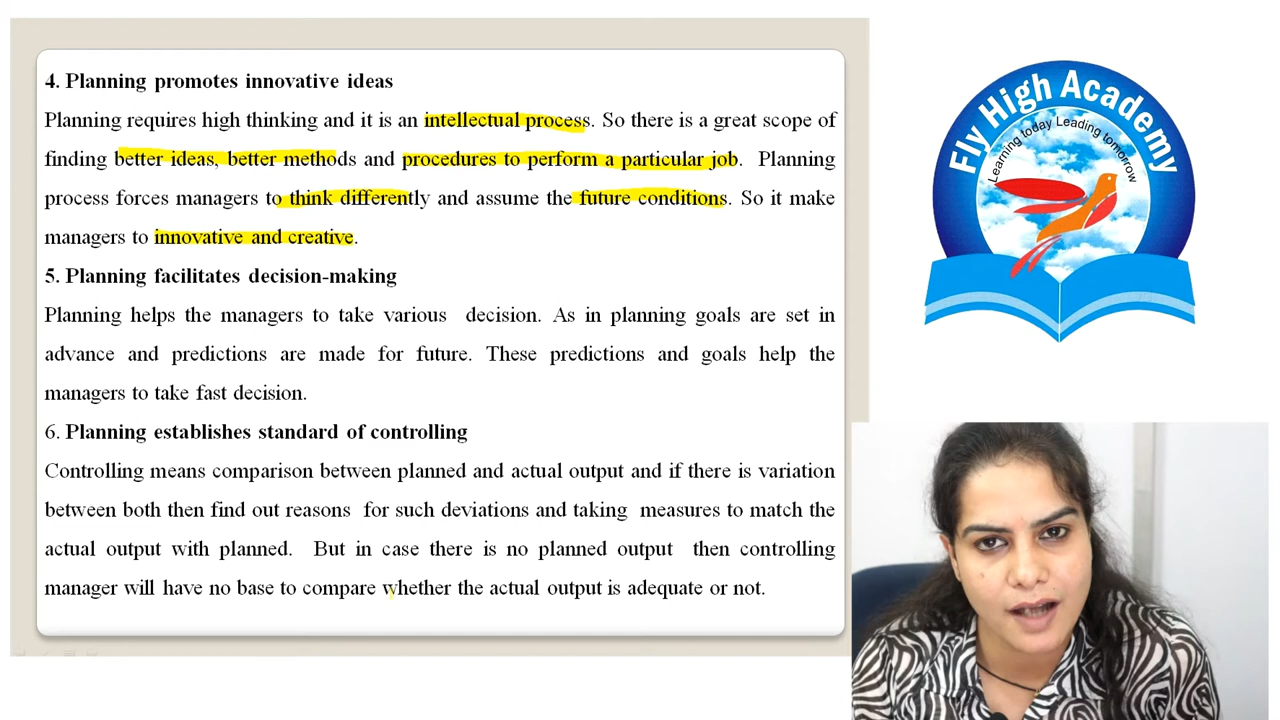 4. Planning promotes innovative ideas
Planning requires high thinking and it is an intellectual process. So there is a great scope of
finding better ideas, better methods and procedures to perform a particular job. Planning
process forces managers to think differently and assume the future conditions. So it make
managers to innovative and creative.
5. Planning facilitates decision-making
Planning helps the managers to take various decision. As in planning goals are set in
advance and predictions are made for future. These predictions and goals help the
managers to take fast decision.
6. Planning establishes standard of controlling
Controlling means comparison between planned and actual output and if there is variation
between both then find out reasons for such deviations and taking measures to match the
actual output with planned. But in case there is no planned output then controlling
manager will have no base to compare whether the actual output is adequate or not.
Fly High Academy
Learning today Leading tomorrow